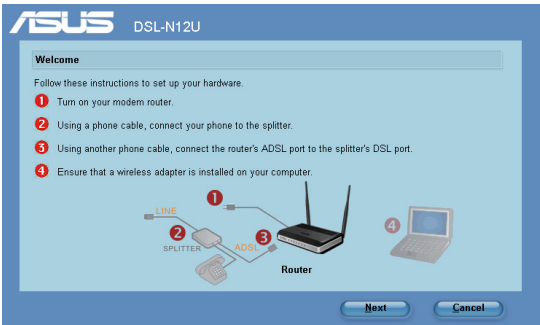 ASUS DSL-N12U
Welcome
Follow these instructions to set up your hardware.
1 Turn on your modem router.
2 Using a phone cable, connect your phone to the splitter.
3 Using another phone cable, connect the router's ADSL port to the splitter's DSL port.
4 Ensure that a wireless adapter is installed on your computer.
1
LINE
4
2
3
ADSL
SPLITTER
Router
Next Cancel